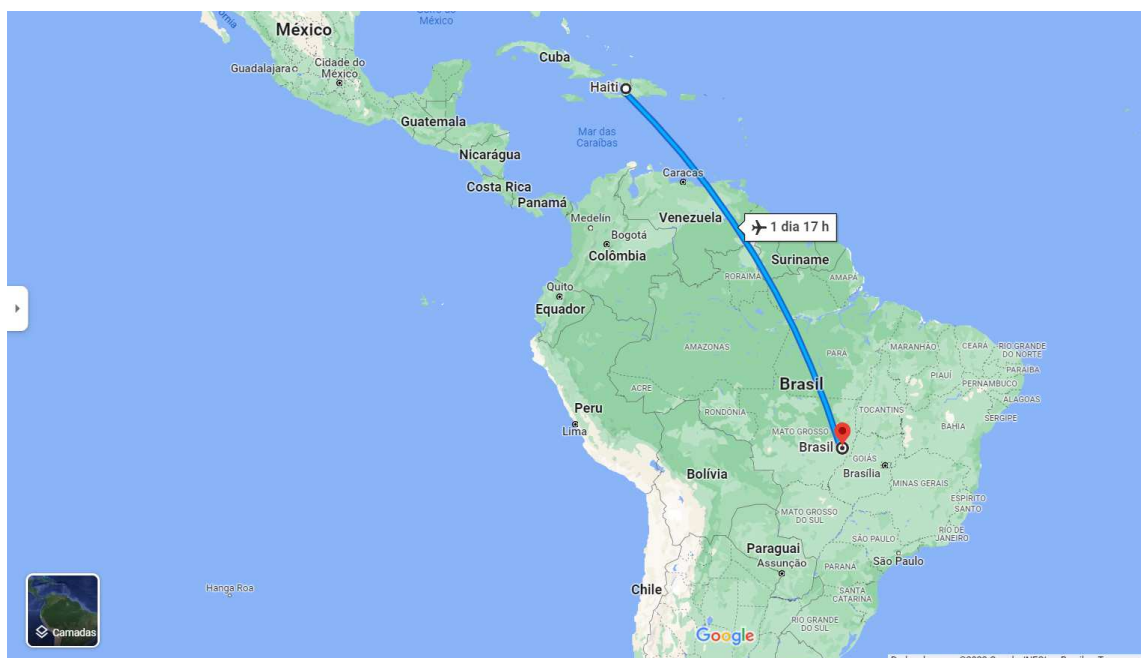 México
Cuba
Guadalajara
Cidade do
México
Haiti
Guatemala
Mar das
Caraíbas
Nicarágua
Caracas
Costa Rica
Panamá
Medelín
Venezuela
1 dia 17 h
Bogotá
Colômbia
Suriname
RORAIMA
AMAPÁ
Quito
Equador
AMAZONAS
PARÁ
MARANHÃO
CEARÁ
RIO GRANDE
DO NORTE
PARAÍBA
PIAUÍ
PERNAMBUCO
ACRE
Brasil
ALAGOAS
Peru
RONDÔNIA
TOCANTINS
SERGIPE
Lima
MATO GROSSO
BAHIA
Brasil
GOIÁS
Brasília
Bolívia
MINAS GERAIS
ESPÍRITO
SANTO
MATO GROSSO
DO SUL
RIO DE
JANEIRO
SÃO PAULO
Paraguai
Assunção
São Paulo
PARANÁ
Hanga Roa
Chile
SANTA
CATARINA
RIO GRANDE
DO SUL
Camadas
Google